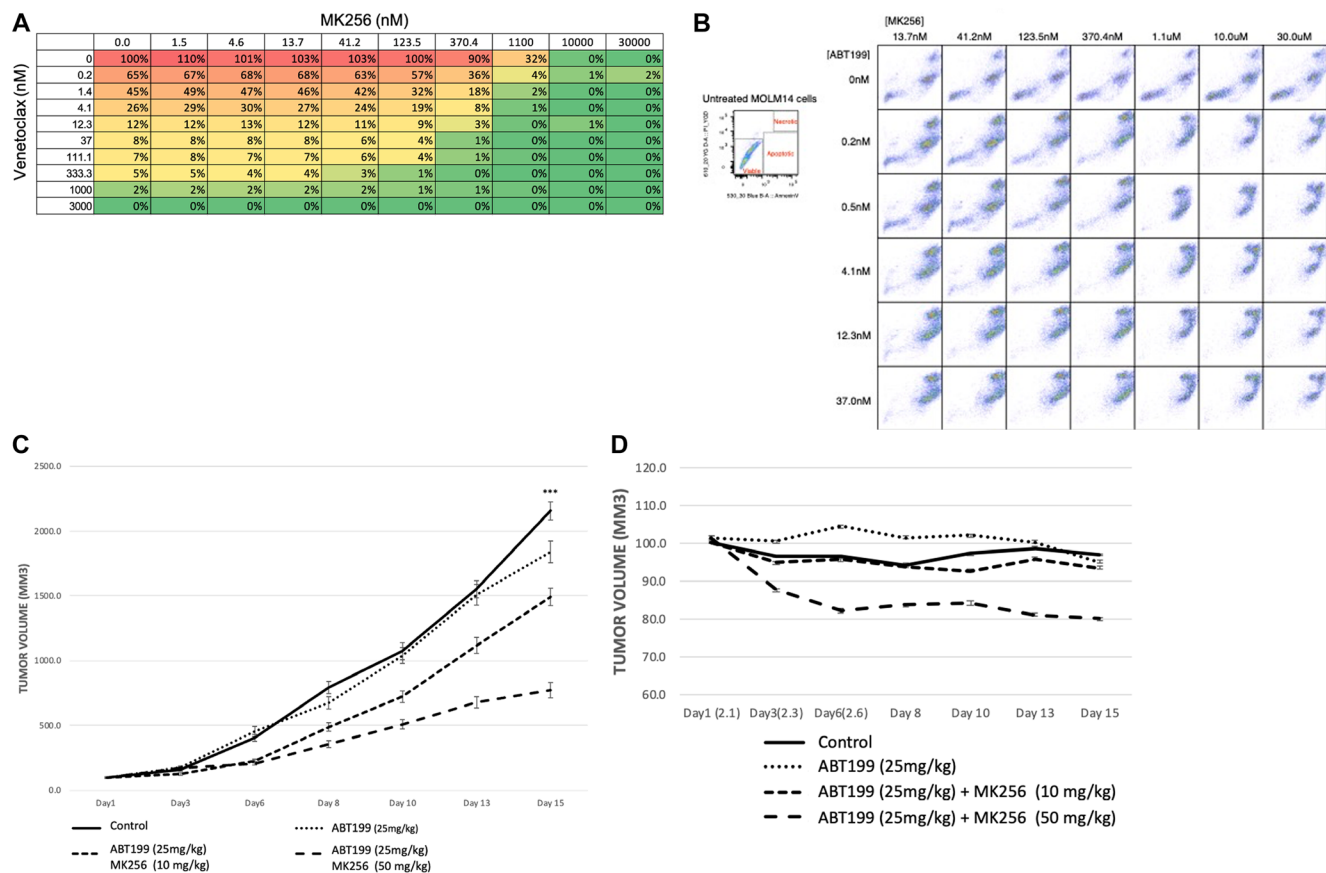 A
MK256 (nM)
0.0 1.5 4.6 13.7 41.2 123.5 370.4 1100 10000 30000
Venetoclax (nM)
0 100% 110% 101% 103% 103% 100% 90% 32% 0% 0%
0.2 65% 67% 68% 68% 63% 57% 36% 4% 1% 2%
1.4 45% 49% 47% 46% 42% 32% 18% 2% 0% 0%
4.1 26% 29% 30% 27% 24% 19% 8% 1% 0% 0%
12.3 12% 12% 13% 12% 11% 9% 3% 0% 1% 0%
37 8% 8% 8% 8% 6% 4% 1% 0% 0% 0%
111.1 7% 8% 7% 7% 6% 4% 1% 0% 0% 0%
333.3 5% 5% 4% 4% 3% 1% 0% 0% 0% 0%
1000 2% 2% 2% 2% 2% 1% 1% 0% 0% 0%
3000 0% 0% 0% 0% 0% 0% 0% 0% 0% 0%
B
[MK256]
13.7nM 41.2nM 123.5nM 370.4nM 1.1uM 10.0uM 30.0uM
[ABT199]
0nM
0.2nM
0.5nM
4.1nM
12.3nM
37.0nM
Untreated MOLM14 cells
Necrotic
Apoptotic
Viable
530_30 Blue B-A :: AnnexinV
C
TUMOR VOLUME (MM3)
2500.0
2000.0
1500.0
1000.0
500.0
0.0
***
Day1 Day3 Day6 Day 8 Day 10 Day 13 Day 15
Control
ABT199 (25mg/kg)
ABT199 (25mg/kg)
MK256 (10 mg/kg)
ABT199 (25mg/kg)
MK256 (50 mg/kg)
D
TUMOR VOLUME (MM3)
120.0
110.0
100.0
90.0
80.0
70.0
60.0
Day1 (2.1) Day3(2.3) Day6(2.6) Day 8 Day 10 Day 13 Day 15
Control
ABT199 (25mg/kg)
ABT199 (25mg/kg) + MK256 (10 mg/kg)
ABT199 (25mg/kg) + MK256 (50 mg/kg)